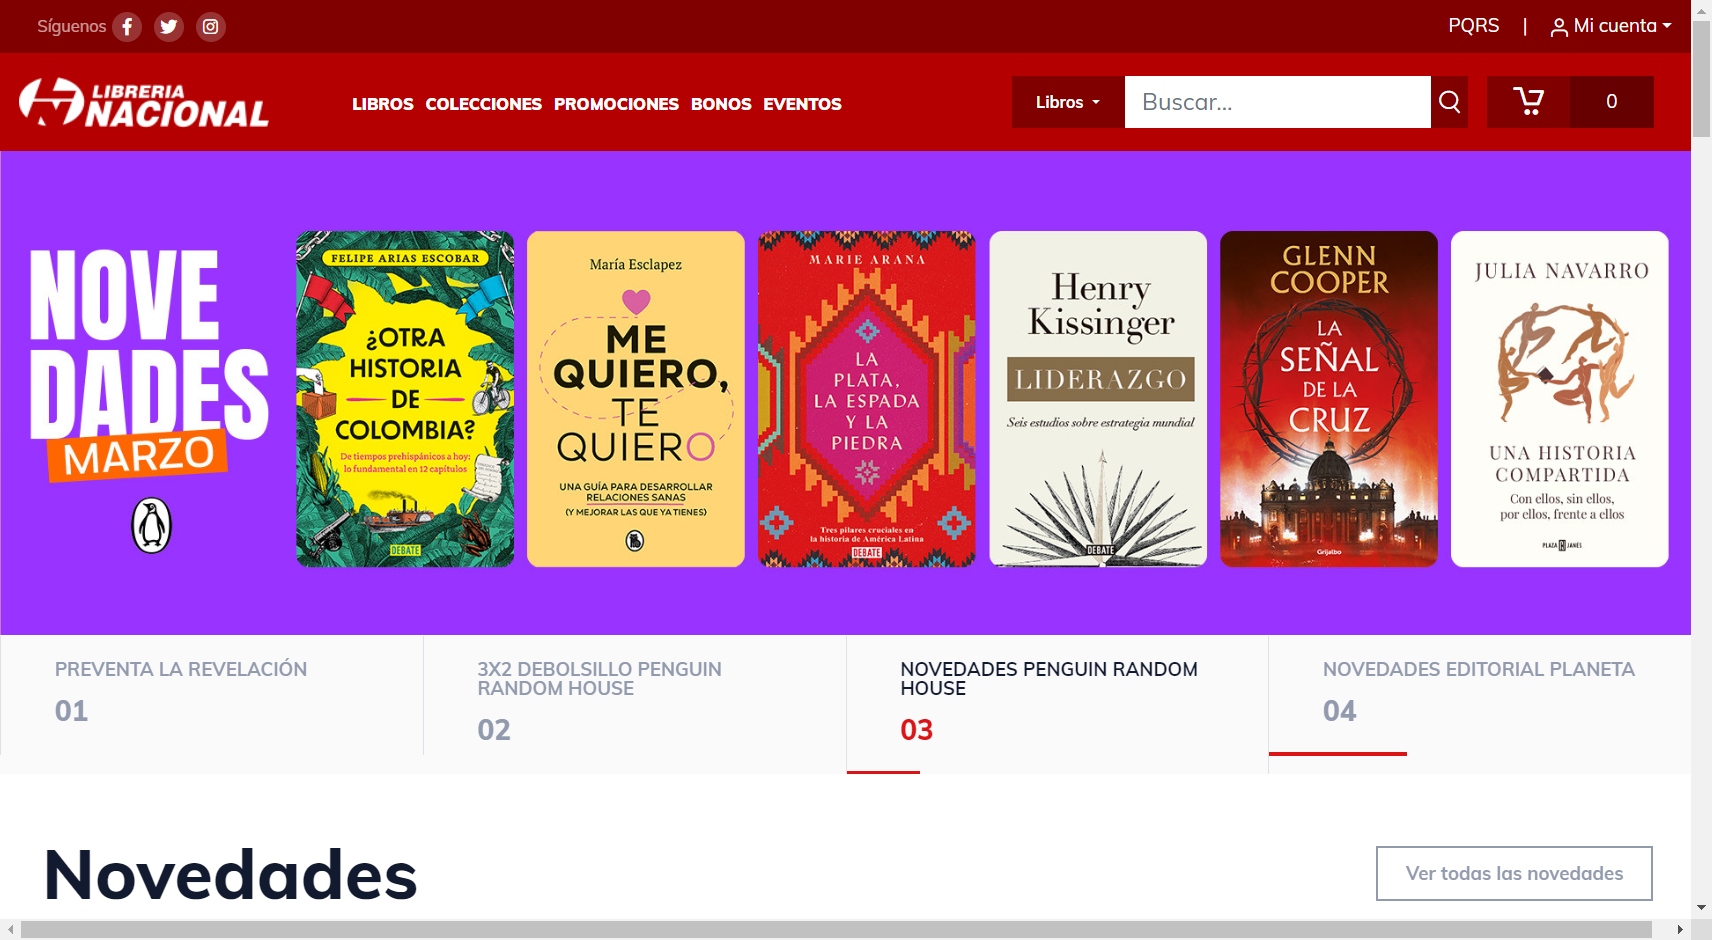 Síguenos
PQRS | Mi cuenta
LIBRERIA
NACIONAL
LIBROS COLECCIONES PROMOCIONES BONOS EVENTOS
Libros
Buscar...
0
NOVE
DADES
MARZO
FELIPE ARIAS ESCOBAR
¿OTRA
HISTORIA
DE
COLOMBIA?
De tiempos prehispánicos a hoy:
lo fundamental en 12 capítulos
DEBATE
María Esclapez
ME
QUIERO,
TE
QUIERO
UNA GUÍA PARA DESARROLLAR
RELACIONES SANAS
(Y MEJORAR LAS QUE YA TIENES)
MARIE ARANA
LA
PLATA,
LA ESPADA
Y LA
PIEDRA
Tres pilares cruciales en
la historia de América Latina
DEBATE
Henry
Kissinger
LIDERAZGO
Seis estudios sobre estrategia mundial
DEBATE
GLENN
COOPER
LA
SEÑAL
DE LA
CRUZ
Grijalbo
JULIA NAVARRO
UNA HISTORIA
COMPARTIDA
Con ellos, sin ellos,
por ellos, frente a ellos
PLAZA JANÉS
PREVENTA LA REVELACIÓN
01
3X2 DEBOLSILLO PENGUIN
RANDOM HOUSE
02
NOVEDADES PENGUIN RANDOM
HOUSE
03
NOVEDADES EDITORIAL PLANETA
04
Novedades
Ver todas las novedades